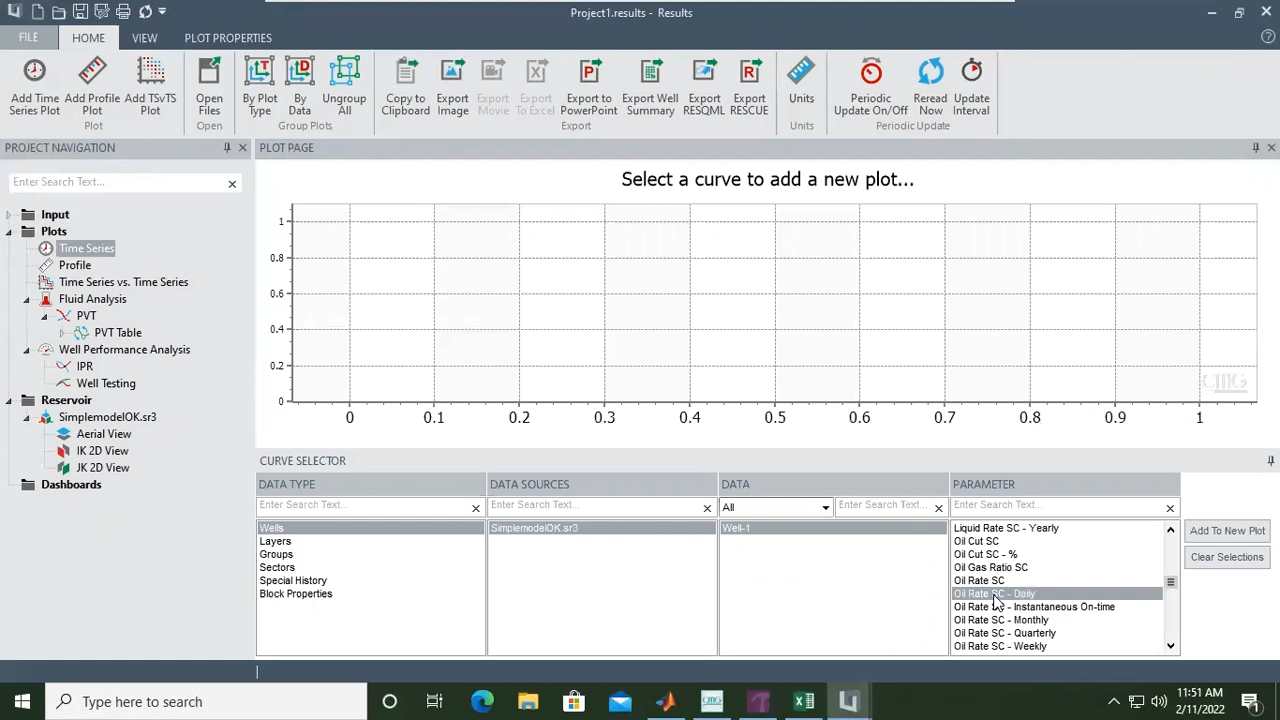 Project1.results - Results
FILE HOME VIEW PLOT PROPERTIES
Add Time Series Plot
Add Profile Plot
Add TSvTS Plot
Plot
Open Files
Open
By Plot Type
By Data
Ungroup All
Group Plots
Copy to Clipboard
Export Image
Export Movie
Export To Excel
Export to PowerPoint
Export Well Summary
Export RESQML
Export RESCUE
Export
Units
Units
Periodic Update On/Off
Reread Now
Update Interval
Periodic Update
PROJECT NAVIGATION
Enter Search Text...
Input
Plots
Time Series
Profile
Time Series vs. Time Series
Fluid Analysis
PVT
PVT Table
Well Performance Analysis
IPR
Well Testing
Reservoir
SimplemodelOK.sr3
Aerial View
IK 2D View
JK 2D View
Dashboards
PLOT PAGE
Select a curve to add a new plot...
1
0.8
0.6
0.4
0.2
0
0 0.1 0.2 0.3 0.4 0.5 0.6 0.7 0.8 0.9 1
CMG
CURVE SELECTOR
DATA TYPE DATA SOURCES DATA PARAMETER
Enter Search Text... Enter Search Text... All Enter Search Text... Enter Search Text...
Wells
Layers
Groups
Sectors
Special History
Block Properties
SimplemodelOK.sr3
Well-1
Liquid Rate SC - Yearly
Oil Cut SC
Oil Cut SC - %
Oil Gas Ratio SC
Oil Rate SC
Oil Rate SC - Daily
Oil Rate SC - Instantaneous On-time
Oil Rate SC - Monthly
Oil Rate SC - Quarterly
Oil Rate SC - Weekly
Add To New Plot
Clear Selections
Type here to search
11:51 AM
2/11/2022